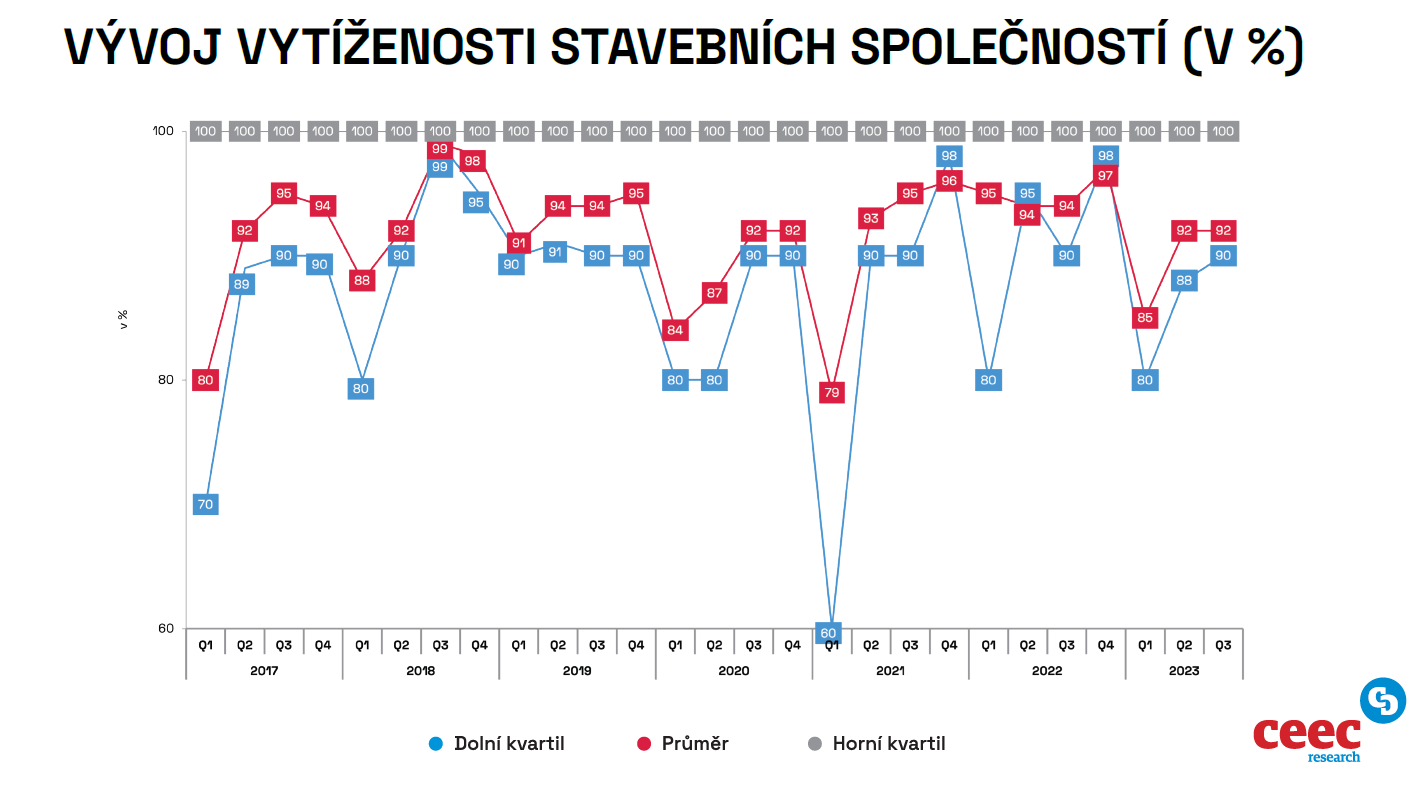 VÝVOJ VYTÍŽENOSTI STAVEBNÍCH SPOLEČNOSTÍ (V %)
100 100 100 100 100 100 100 100 100 100 100 100 100 100 100 100 100 100 100 100 100 100 100 100 100 100 100 100
99 98 98
99 98 97
95 94 95 94 94 95 95 96 95 95 94
95 94
92 92 91 92 92 93 92 92
89 90 90 90 90 91 90 90 90 90 90 90 90 90
88 87 88
v %
84 85
80 80 80 80 80 80 80
79
70
60 60
Q1 Q2 Q3 Q4 Q1 Q2 Q3 Q4 Q1 Q2 Q3 Q4 Q1 Q2 Q3 Q4 Q1 Q2 Q3 Q4 Q1 Q2 Q3 Q4 Q1 Q2 Q3
2017 2018 2019 2020 2021 2022 2023
Dolní kvartil Průměr Horní kvartil
CD
ceec
research